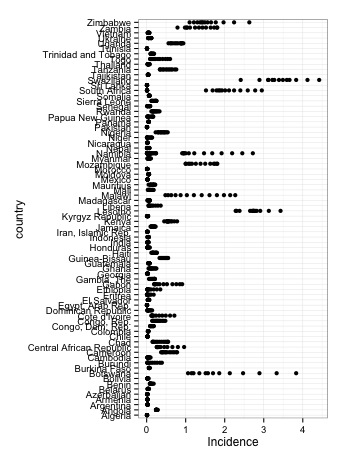 Zimbabwe
Zambia
Vietnam
Ukraine
Uganda
Tunisia
Trinidad and Tobago
Togo
Thailand
Tanzania
Tajikistan
Swaziland
Sri Lanka
South Africa
Somalia
Sierra Leone
Senegal
Rwanda
Papua New Guinea
Panama
Pakistan
Nigeria
Niger
Nicaragua
Nepal
Namibia
Myanmar
Mozambique
Morocco
Moldova
Mexico
Mauritius
Mali
Malawi
Madagascar
Liberia
Lesotho
Kyrgyz Republic
Kenya
Jamaica
Iran, Islamic Rep.
Indonesia
India
Honduras
Haiti
Guinea-Bissau
Guatemala
Ghana
Georgia
Gambia, The
Gabon
Ethiopia
Eritrea
El Salvador
Egypt, Arab Rep.
Dominican Republic
Cote d'Ivoire
Congo, Rep.
Congo, Dem. Rep.
Colombia
Chile
Chad
Central African Republic
Cameroon
Cambodia
Burundi
Burkina Faso
Botswana
Bolivia
Benin
Belarus
Azerbaijan
Armenia
Argentina
Angola
Algeria
country
0 1 2 3 4
Incidence